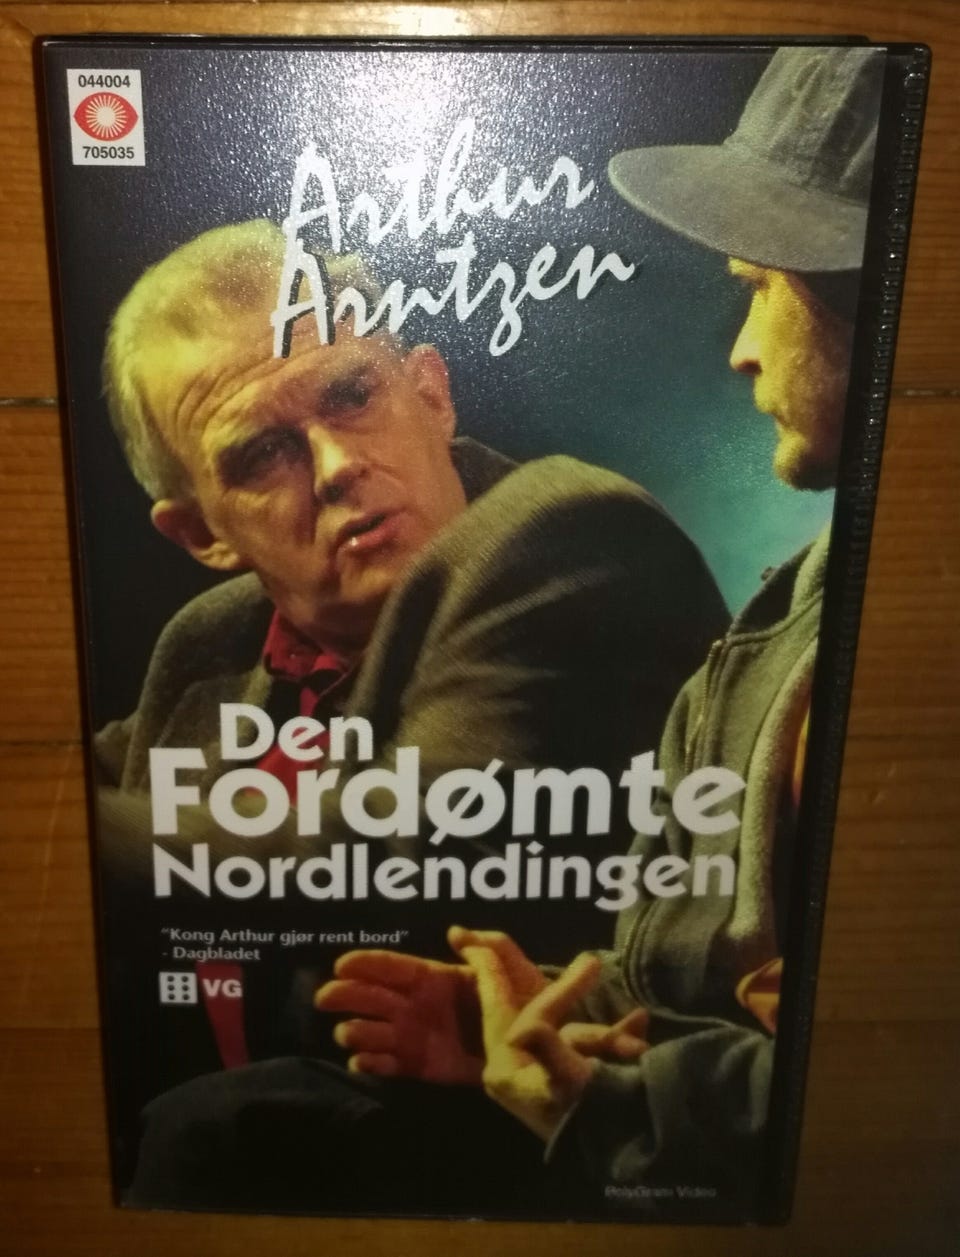 044004
705035
Arthur
Arntzen
Den
Fordømte
Nordlendingen
"Kong Arthur gjør rent bord"
- Dagbladet
VG
PolyGram Video